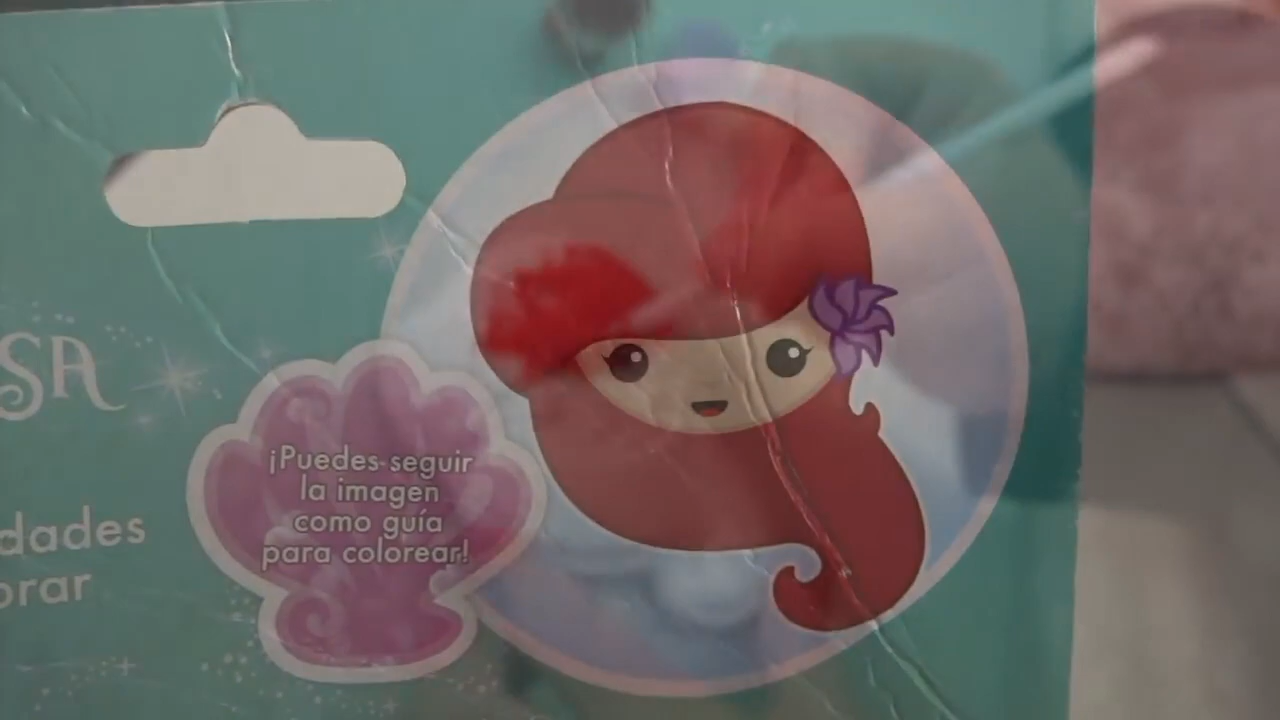 SA
¡Puedes seguir
la imagen
como guía
para colorear!
dades
orar